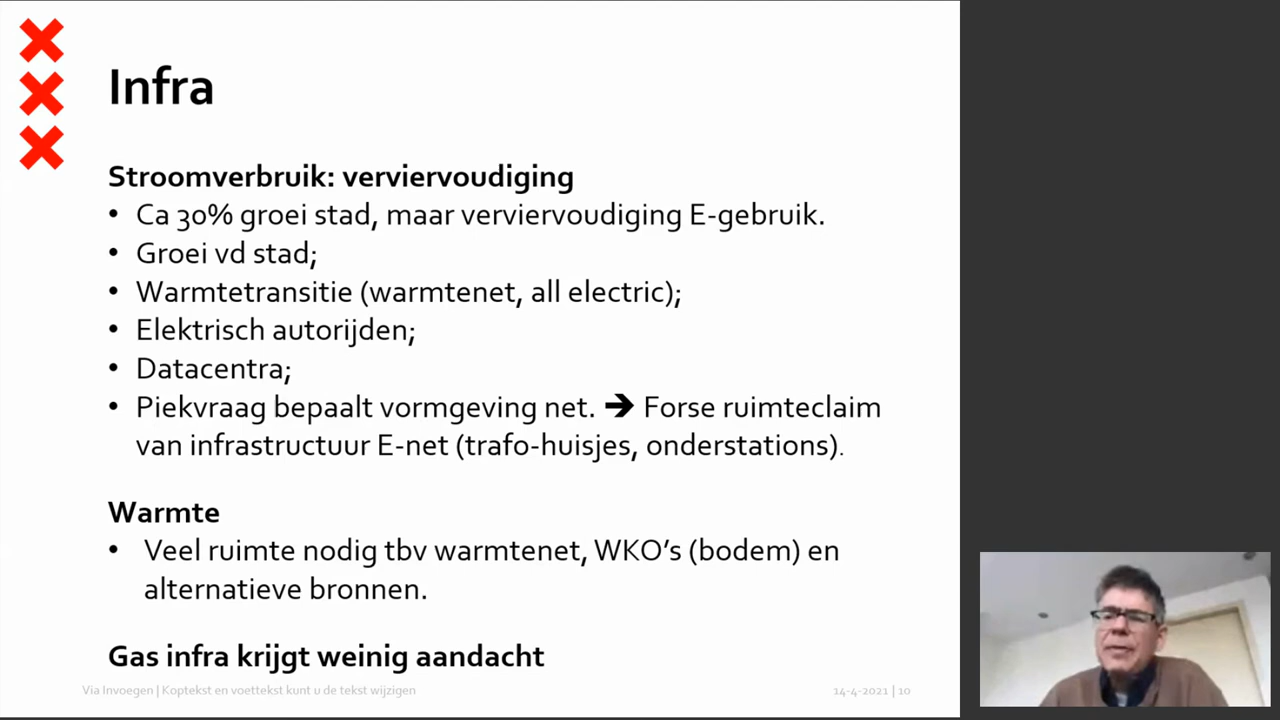 Infra
Stroomverbruik: verviervoudiging
• Ca 30% groei stad, maar verviervoudiging E-gebruik.
• Groei vd stad;
• Warmtetransitie (warmtenet, all electric);
• Elektrisch autorijden;
• Datacentra;
• Piekvraag bepaalt vormgeving net. ➔ Forse ruimteclaim
van infrastructuur E-net (trafo-huisjes, onderstations).
Warmte
• Veel ruimte nodig tbv warmtenet, WKO’s (bodem) en
alternatieve bronnen.
Gas infra krijgt weinig aandacht
Via Invoegen | Koptekst en voettekst kunt u de tekst wijzigen
14-4-2021 | 10